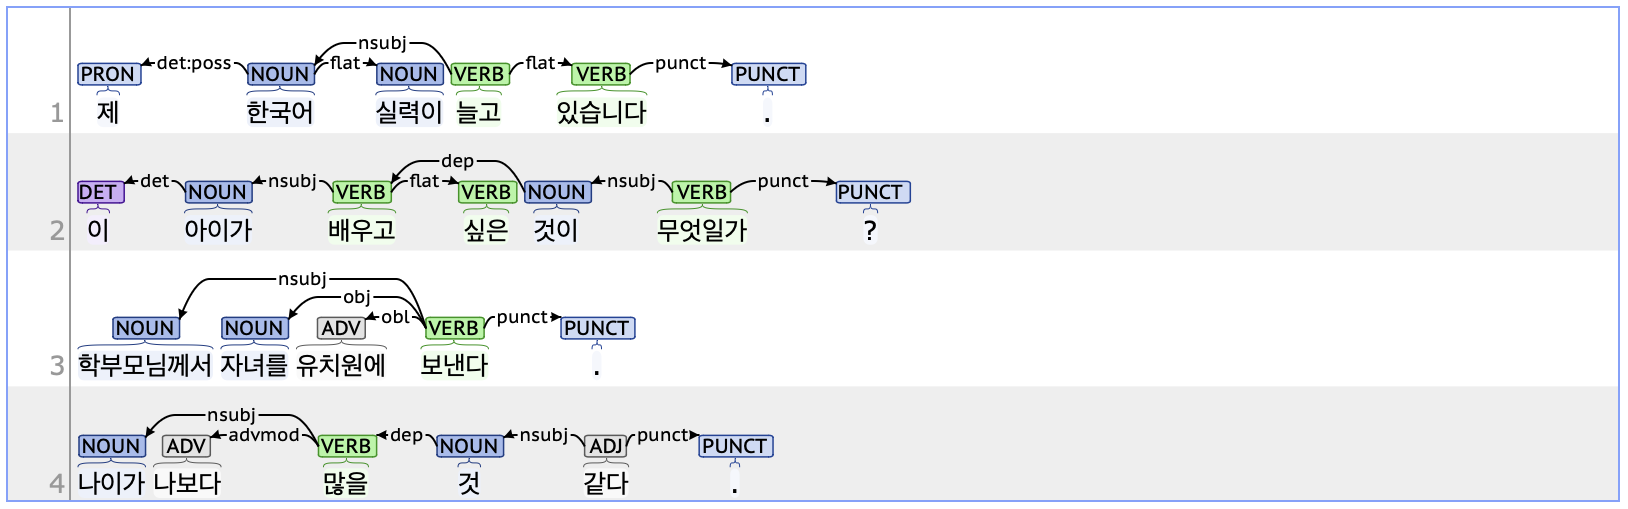 nsubj
det:poss flat flat punct
PRON NOUN NOUN VERB VERB PUNCT
1 제 한국어 실력이 늘고 있습니다 .
dep
det nsubj flat nsubj punct
DET NOUN VERB VERB NOUN VERB PUNCT
2 이 아이가 배우고 싶은 것이 무엇일가 ?
nsubj
obj
obl punct
NOUN NOUN ADV VERB PUNCT
3 학부모님께서 자녀를 유치원에 보낸다 .
nsubj
advmod dep nsubj punct
NOUN ADV VERB NOUN ADJ PUNCT
4 나이가 나보다 많을 것 같다 .